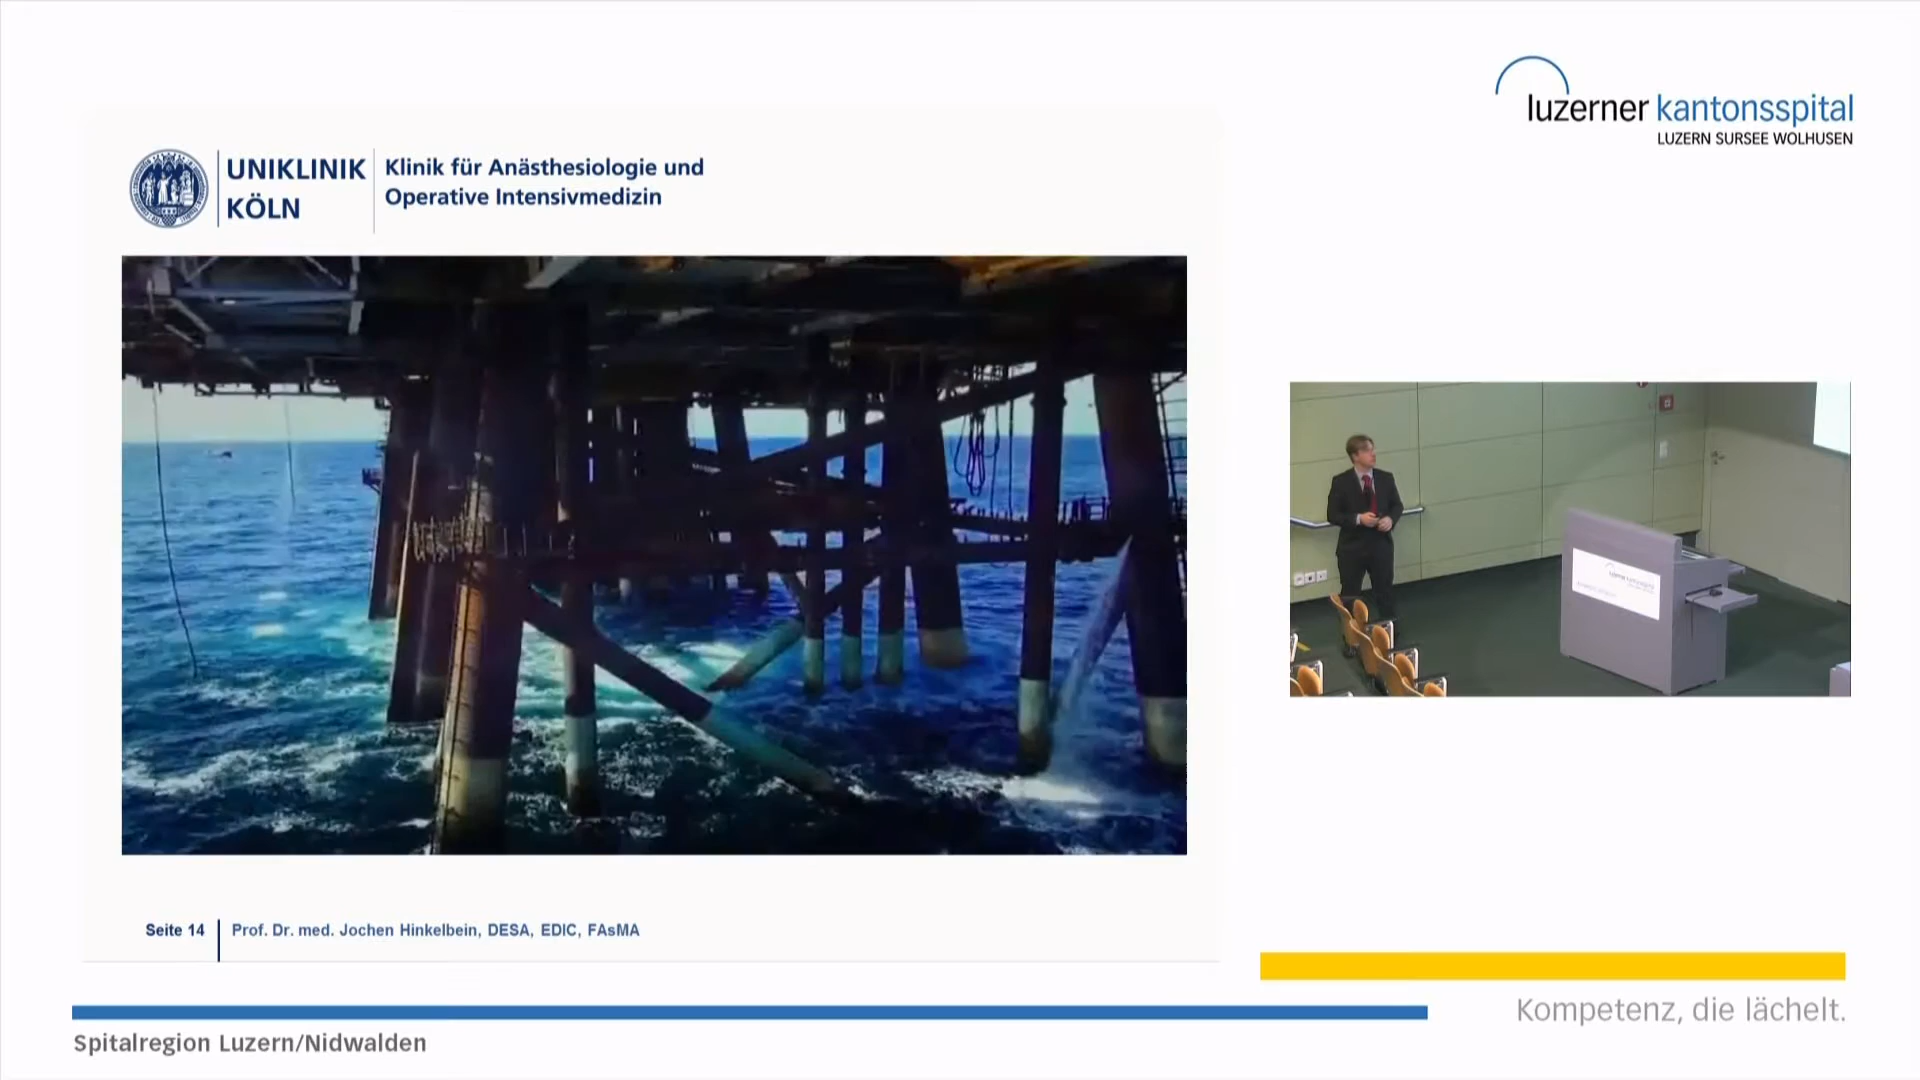 luzerner kantonsspital
LUZERN SURSEE WOLHUSEN
UNIKLINIK
KÖLN
Klinik für Anästhesiologie und
Operative Intensivmedizin
Seite 14
Prof. Dr. med. Jochen Hinkelbein, DESA, EDIC, FAsMA
Kompetenz, die lächelt.
Spitalregion Luzern/Nidwalden